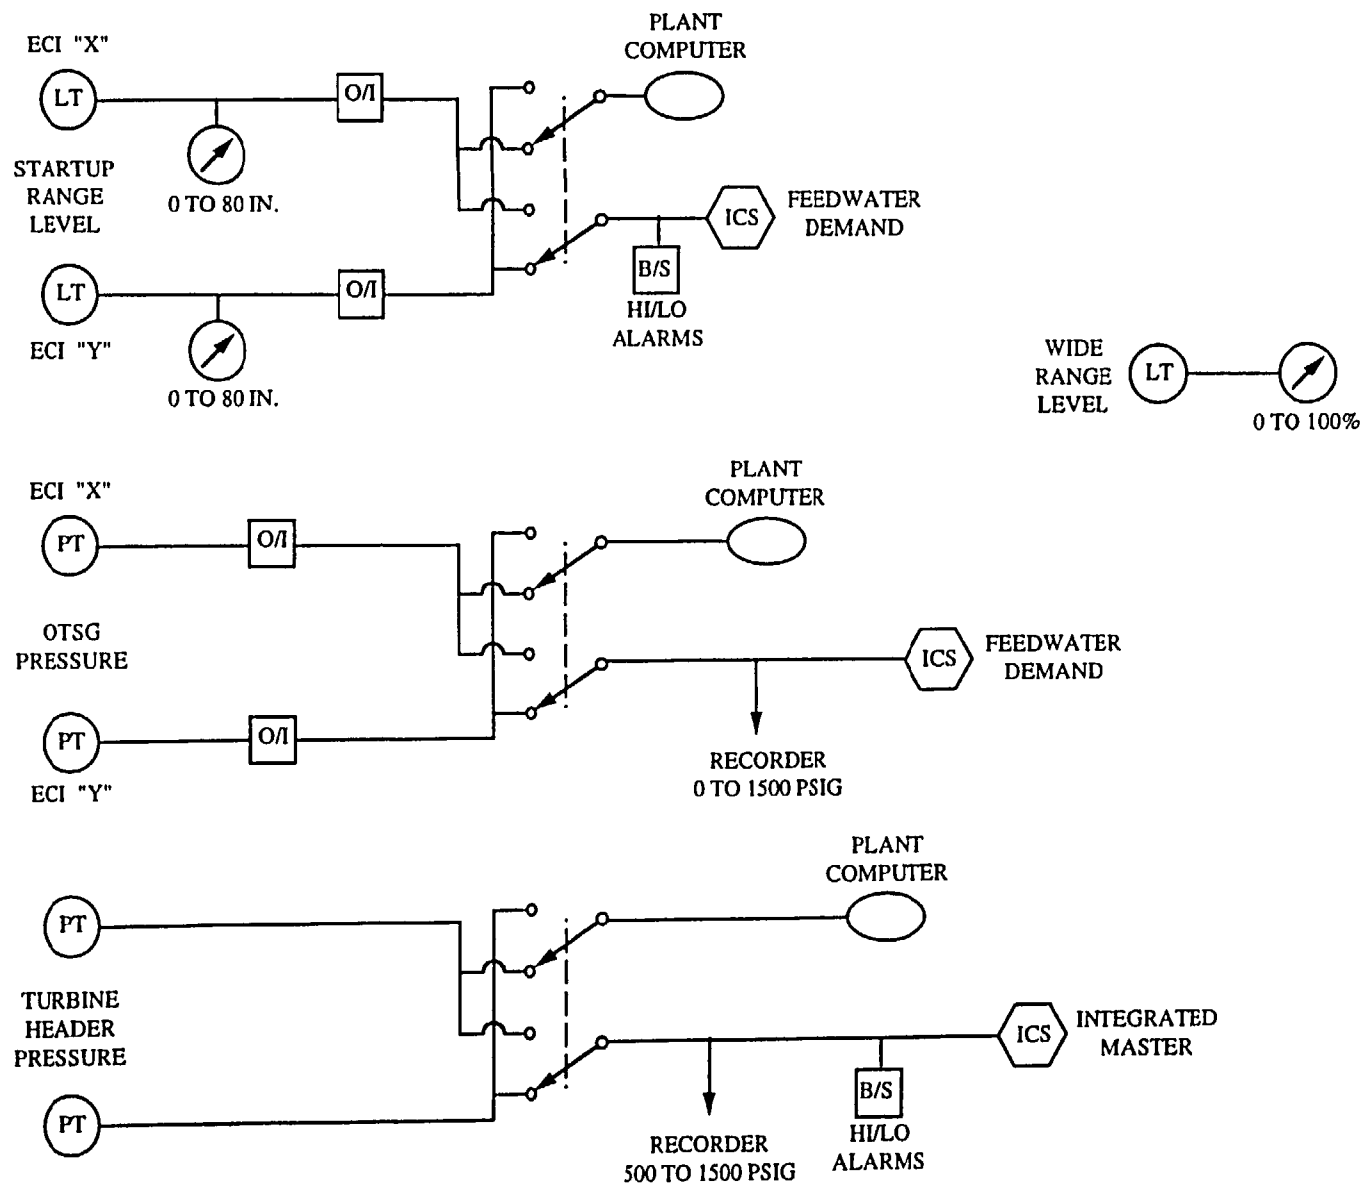 ECI "X"
LT
O/I
PLANT
COMPUTER
STARTUP
RANGE
LEVEL
0 TO 80 IN.
ICS
FEEDWATER
DEMAND
B/S
HI/LO
ALARMS
LT
O/I
ECI "Y"
0 TO 80 IN.
WIDE
RANGE
LEVEL
LT
0 TO 100%
ECI "X"
PT
O/I
PLANT
COMPUTER
OTSG
PRESSURE
ICS
FEEDWATER
DEMAND
PT
O/I
ECI "Y"
RECORDER
0 TO 1500 PSIG
PT
PLANT
COMPUTER
TURBINE
HEADER
PRESSURE
ICS
INTEGRATED
MASTER
B/S
HI/LO
ALARMS
PT
RECORDER
500 TO 1500 PSIG